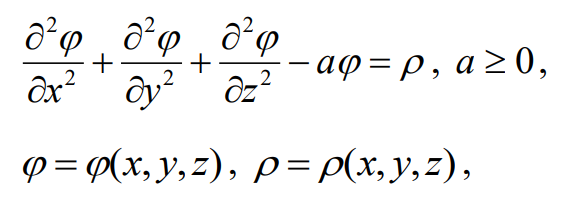 ∂²φ/∂x² + ∂²φ/∂y² + ∂²φ/∂z² − aφ = ρ, a ≥ 0,
φ = φ(x, y, z), ρ = ρ(x, y, z),